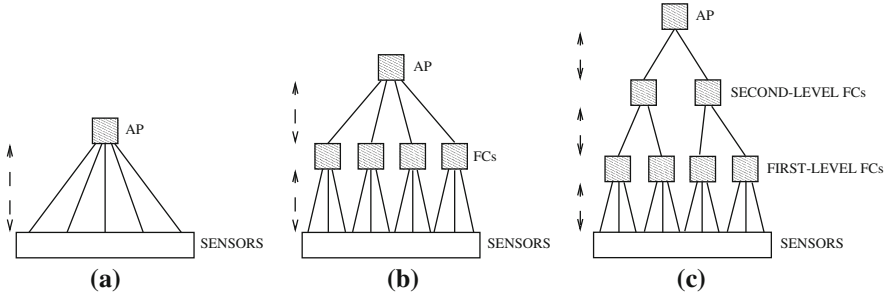 AP
SENSORS
(a)
AP
FCs
SENSORS
(b)
AP
SECOND-LEVEL FCs
FIRST-LEVEL FCs
SENSORS
(c)